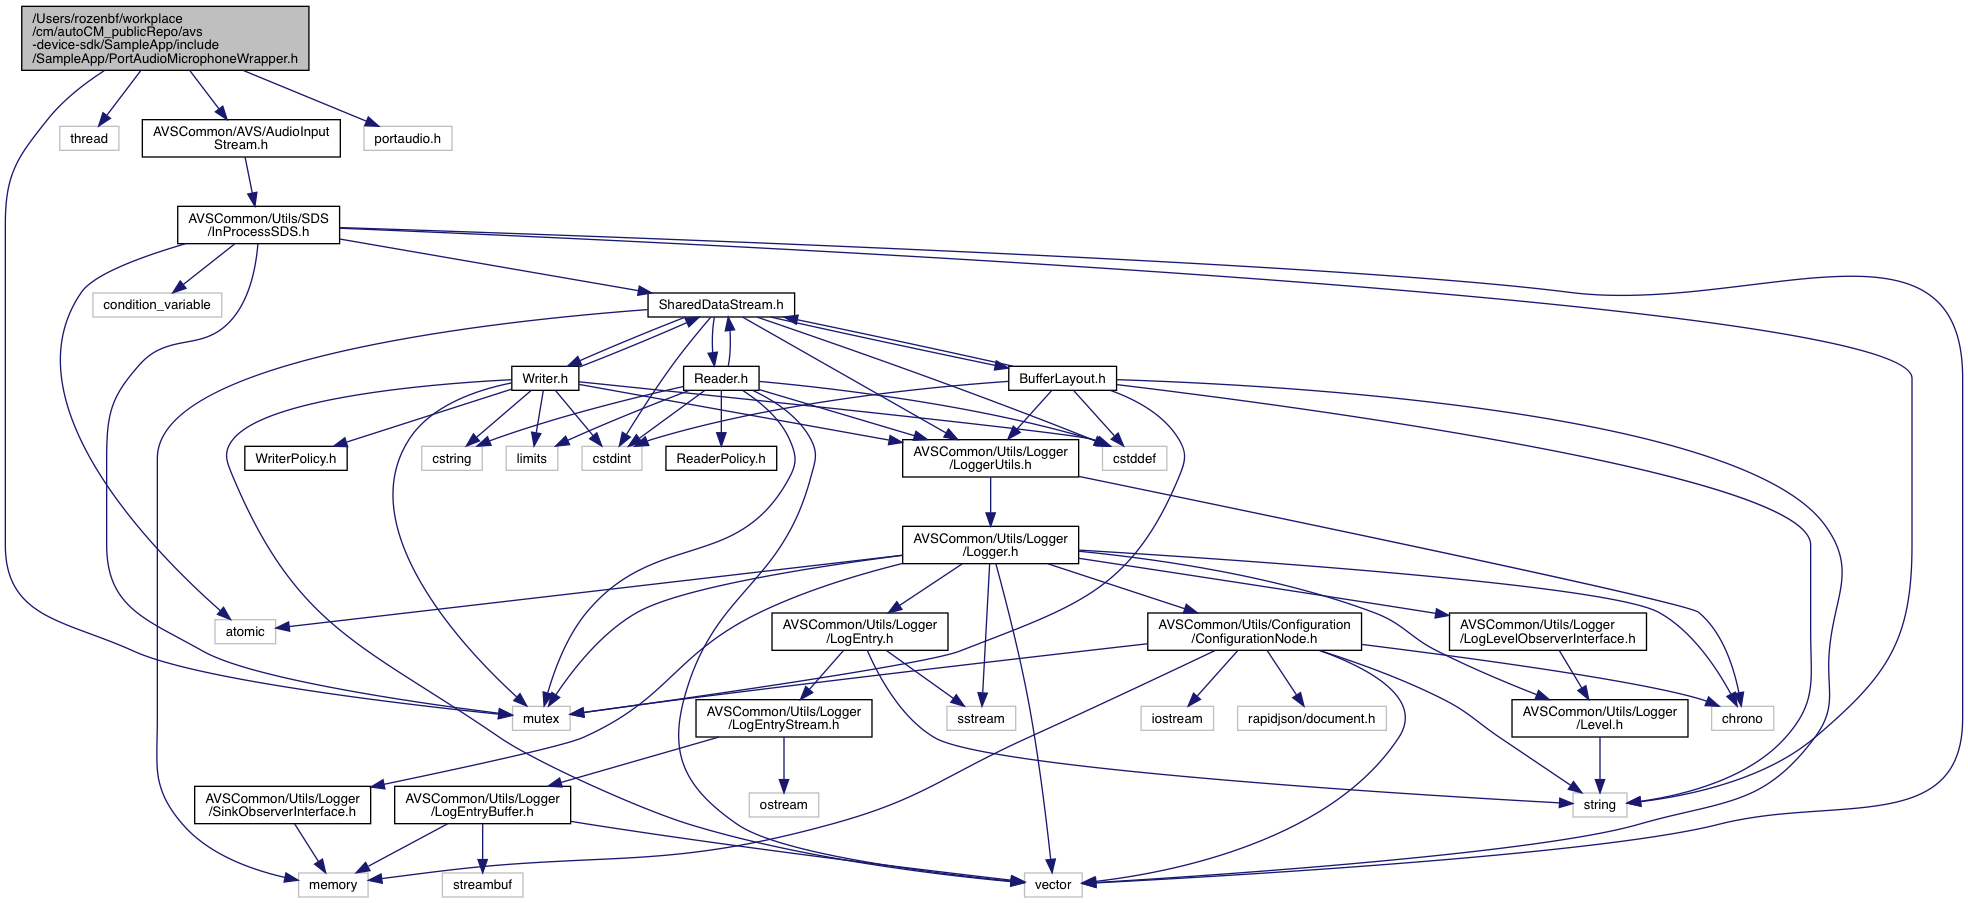 /Users/rozenbf/workplace
/cm/autoCM_publicRepo/avs
-device-sdk/SampleApp/include
/SampleApp/PortAudioMicrophoneWrapper.h
thread
AVSCommon/AVS/AudioInput
Stream.h
portaudio.h
AVSCommon/Utils/SDS
/InProcessSDS.h
condition_variable
SharedDataStream.h
Writer.h
Reader.h
BufferLayout.h
WriterPolicy.h
cstring
limits
cstdint
ReaderPolicy.h
AVSCommon/Utils/Logger
/LoggerUtils.h
cstddef
AVSCommon/Utils/Logger
/Logger.h
atomic
AVSCommon/Utils/Logger
/LogEntry.h
AVSCommon/Utils/Configuration
/ConfigurationNode.h
AVSCommon/Utils/Logger
/LogLevelObserverInterface.h
mutex
AVSCommon/Utils/Logger
/LogEntryStream.h
sstream
iostream
rapidjson/document.h
AVSCommon/Utils/Logger
/Level.h
chrono
AVSCommon/Utils/Logger
/SinkObserverInterface.h
AVSCommon/Utils/Logger
/LogEntryBuffer.h
ostream
string
memory
streambuf
vector